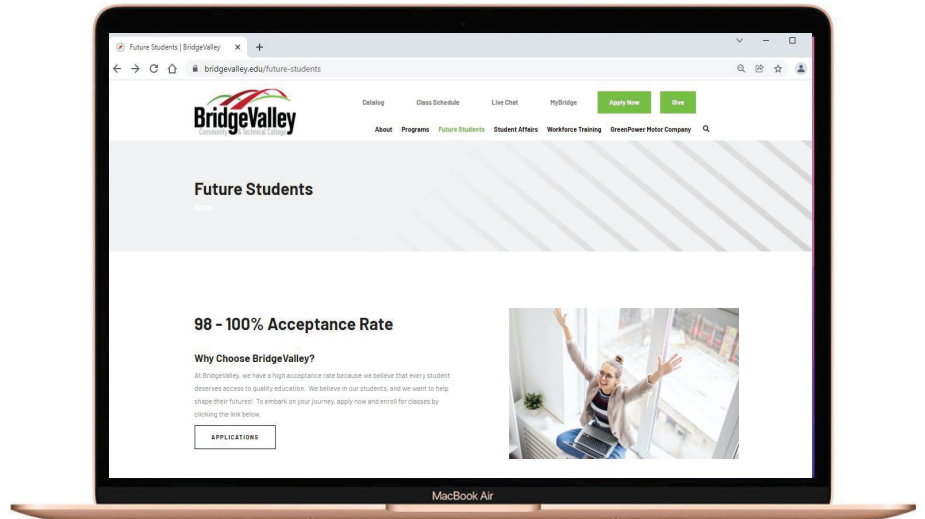 Future Students | BridgeValley
bridgevalley.edu/future-students
Catalog Class Schedule Live Chat MyBridge Apply Now Give
BridgeValley
Community & Technical College
About Programs Future Students Student Affairs Workforce Training GreenPower Motor Company
Future Students
98 - 100% Acceptance Rate
Why Choose BridgeValley?
At BridgeValley, we have a high acceptance rate because we believe that every student
deserves access to quality education. We believe in our students, and we want to help
shape their futures! To embark on your journey, apply now and enroll for classes by
clicking the link below.
APPLICATIONS
MacBook Air